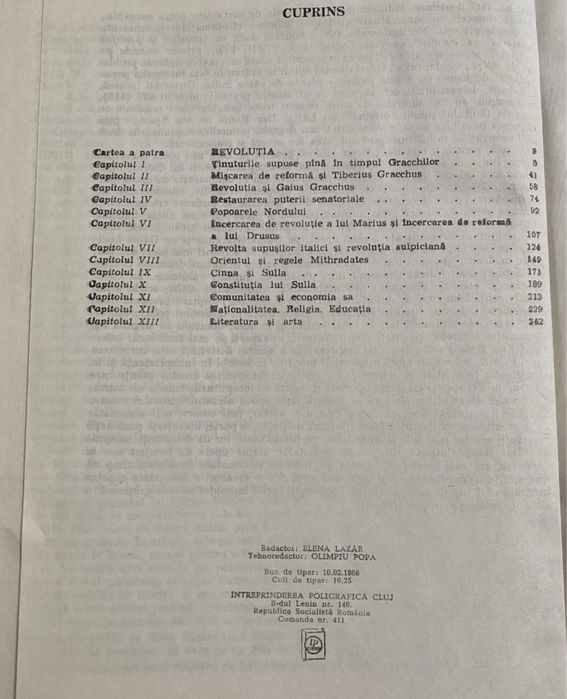 CUPRINS
Cartea a patra REVOLUȚIA . . . . . . . . . . . . 5
Capitolul I Ținuturile supuse pînă în timpul Gracchilor . . . . 5
Capitolul II Mișcarea de reformă și Tiberius Gracchus . . . . 41
Capitolul III Revoluția și Gaius Gracchus . . . . . . . . 58
Capitolul IV Restaurarea puterii senatoriale . . . . . . . . 74
Capitolul V Popoarele Nordului . . . . . . . . . . 92
Capitolul VI Încercarea de revoluție a lui Marius și încercarea de reformă
a lui Drusus . . . . . . . . . . . 107
Capitolul VII Revolta supușilor italici și revoluția sulpiciană . . . . 124
Capitolul VIII Orientul și regele Mithradates . . . . . . . . 149
Capitolul IX Cinna și Sulla . . . . . . . . . . . . 171
Capitolul X Constituția lui Sulla . . . . . . . . . . 189
Capitolul XI Comunitatea și economia sa . . . . . . . . 213
Capitolul XII Naționalitatea. Religia. Educația . . . . . . . 229
Capitolul XIII Literatura și arta . . . . . . . . . . . 242
Redactor: ELENA LAZĂR
Tehnoredactor: OLIMPIU POPA
Bun de tipar: 10.02.1988
Coli de tipar: 16,25
ÎNTREPRINDEREA POLIGRAFICĂ CLUJ
B-dul Lenin nr. 146.
Republica Socialistă România
Comanda nr. 411